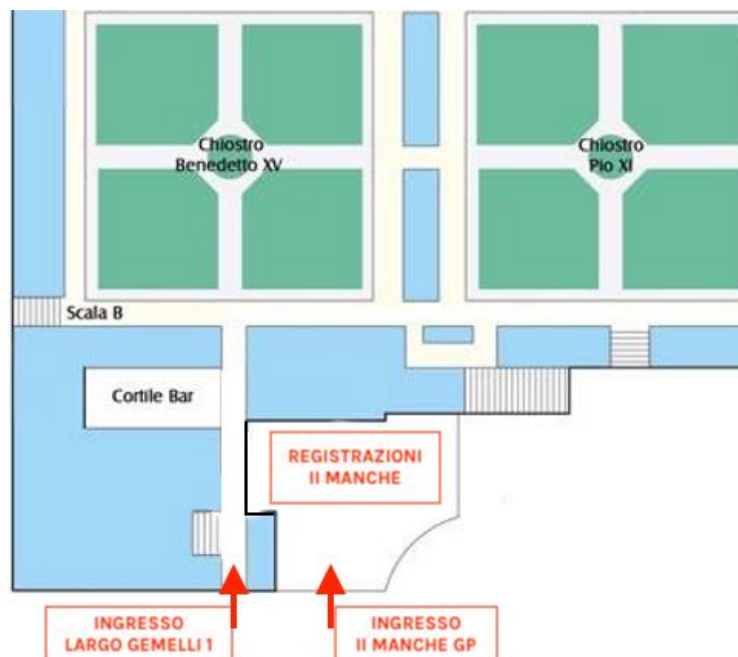 Chiostro
Benedetto XV
Chiostro
Pio XI
Scala B
Cortile Bar
REGISTRAZIONI
II MANCHE
INGRESSO
LARGO GEMELLI 1
INGRESSO
II MANCHE GP